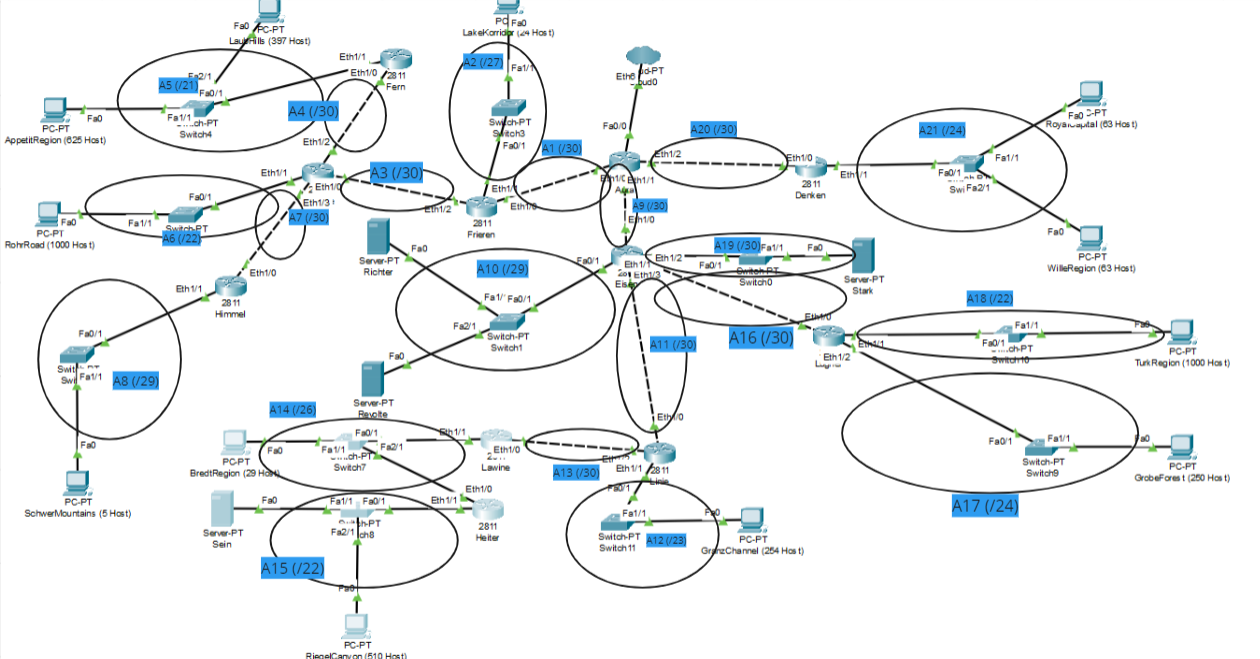 Fa0
PC-PT
LaubHills (397 Host)
Fa2/1
A5 (/21)
Fa0/1
Fa1/1
Switch4
PC-PT
Fa0
AppetitRegion (625 Host)
Eth1/1
Eth1/0
2811
Fern
A4 (/30)
Eth1/2
PC
Fa0
LakeKorridor (24 Host)
A2 (/27)
Fa1/1
Switch-PT
Switch3
Fa0/1
A1 (/30)
Eth1/1
Eth1/0
Eth1/2
2811
Frieren
A3 (/30)
Eth1/1
Eth1/0
Eth1/3
A7 (/30)
Fa0/1
Fa1/1
Switch-PT
A6 (/22)
Fa0
PC-PT
RohrRoad (1000 Host)
Eth1/0
Eth1/1
2811
Himmel
Fa0/1
Fa1/1
A8 (/29)
Fa0
PC-PT
SchwerMountains (5 Host)
Fa0/0
Eth1/2
Eth1/1
A20 (/30)
Eth1/0
Eth1/1
2811
Denken
A21 (/24)
Fa0/1
Fa1/1
Fa2/1
Fa0
RoyalCapital (63 Host)
Fa0
PC-PT
WilleRegion (63 Host)
A9 (/30)
Eth1/0
Fa0/1
Eth1/1
Eth1/2
Eth1/3
A19 (/30)
Fa1/1
Fa0
Fa0/1
Switch-PT
Switch0
Server-PT
Stark
Fa0
Server-PT
Richter
A10 (/29)
Fa0/1
Fa2/1
Switch-PT
Switch1
Fa0
Server-PT
Revolte
A11 (/30)
A16 (/30)
Eth1/0
Eth1/1
Eth1/2
A18 (/22)
Fa1/1
Fa0/1
Fa0
PC-PT
TurkRegion (1000 Host)
Fa0/1
Fa1/1
Switch-PT
Switch9
Fa0
PC-PT
GrobeForest (250 Host)
A17 (/24)
Eth1/0
Eth1/1
2811
Linie
A13 (/30)
Eth1/1
Eth1/0
Lawine
A14 (/26)
Fa0/1
Fa1/1
Fa2/1
Switch7
Fa0
PC-PT
BredtRegion (29 Host)
Eth1/0
Eth1/1
2811
Heiter
Fa0
Fa1/1
Fa0/1
Fa2/1
Server-PT
Sein
A15 (/22)
Fa0
PC-PT
RiegelCanyon (510 Host)
Fa0/1
Fa1/1
Switch-PT
Switch11
A12 (/23)
Fa0
PC-PT
GranzChannel (254 Host)